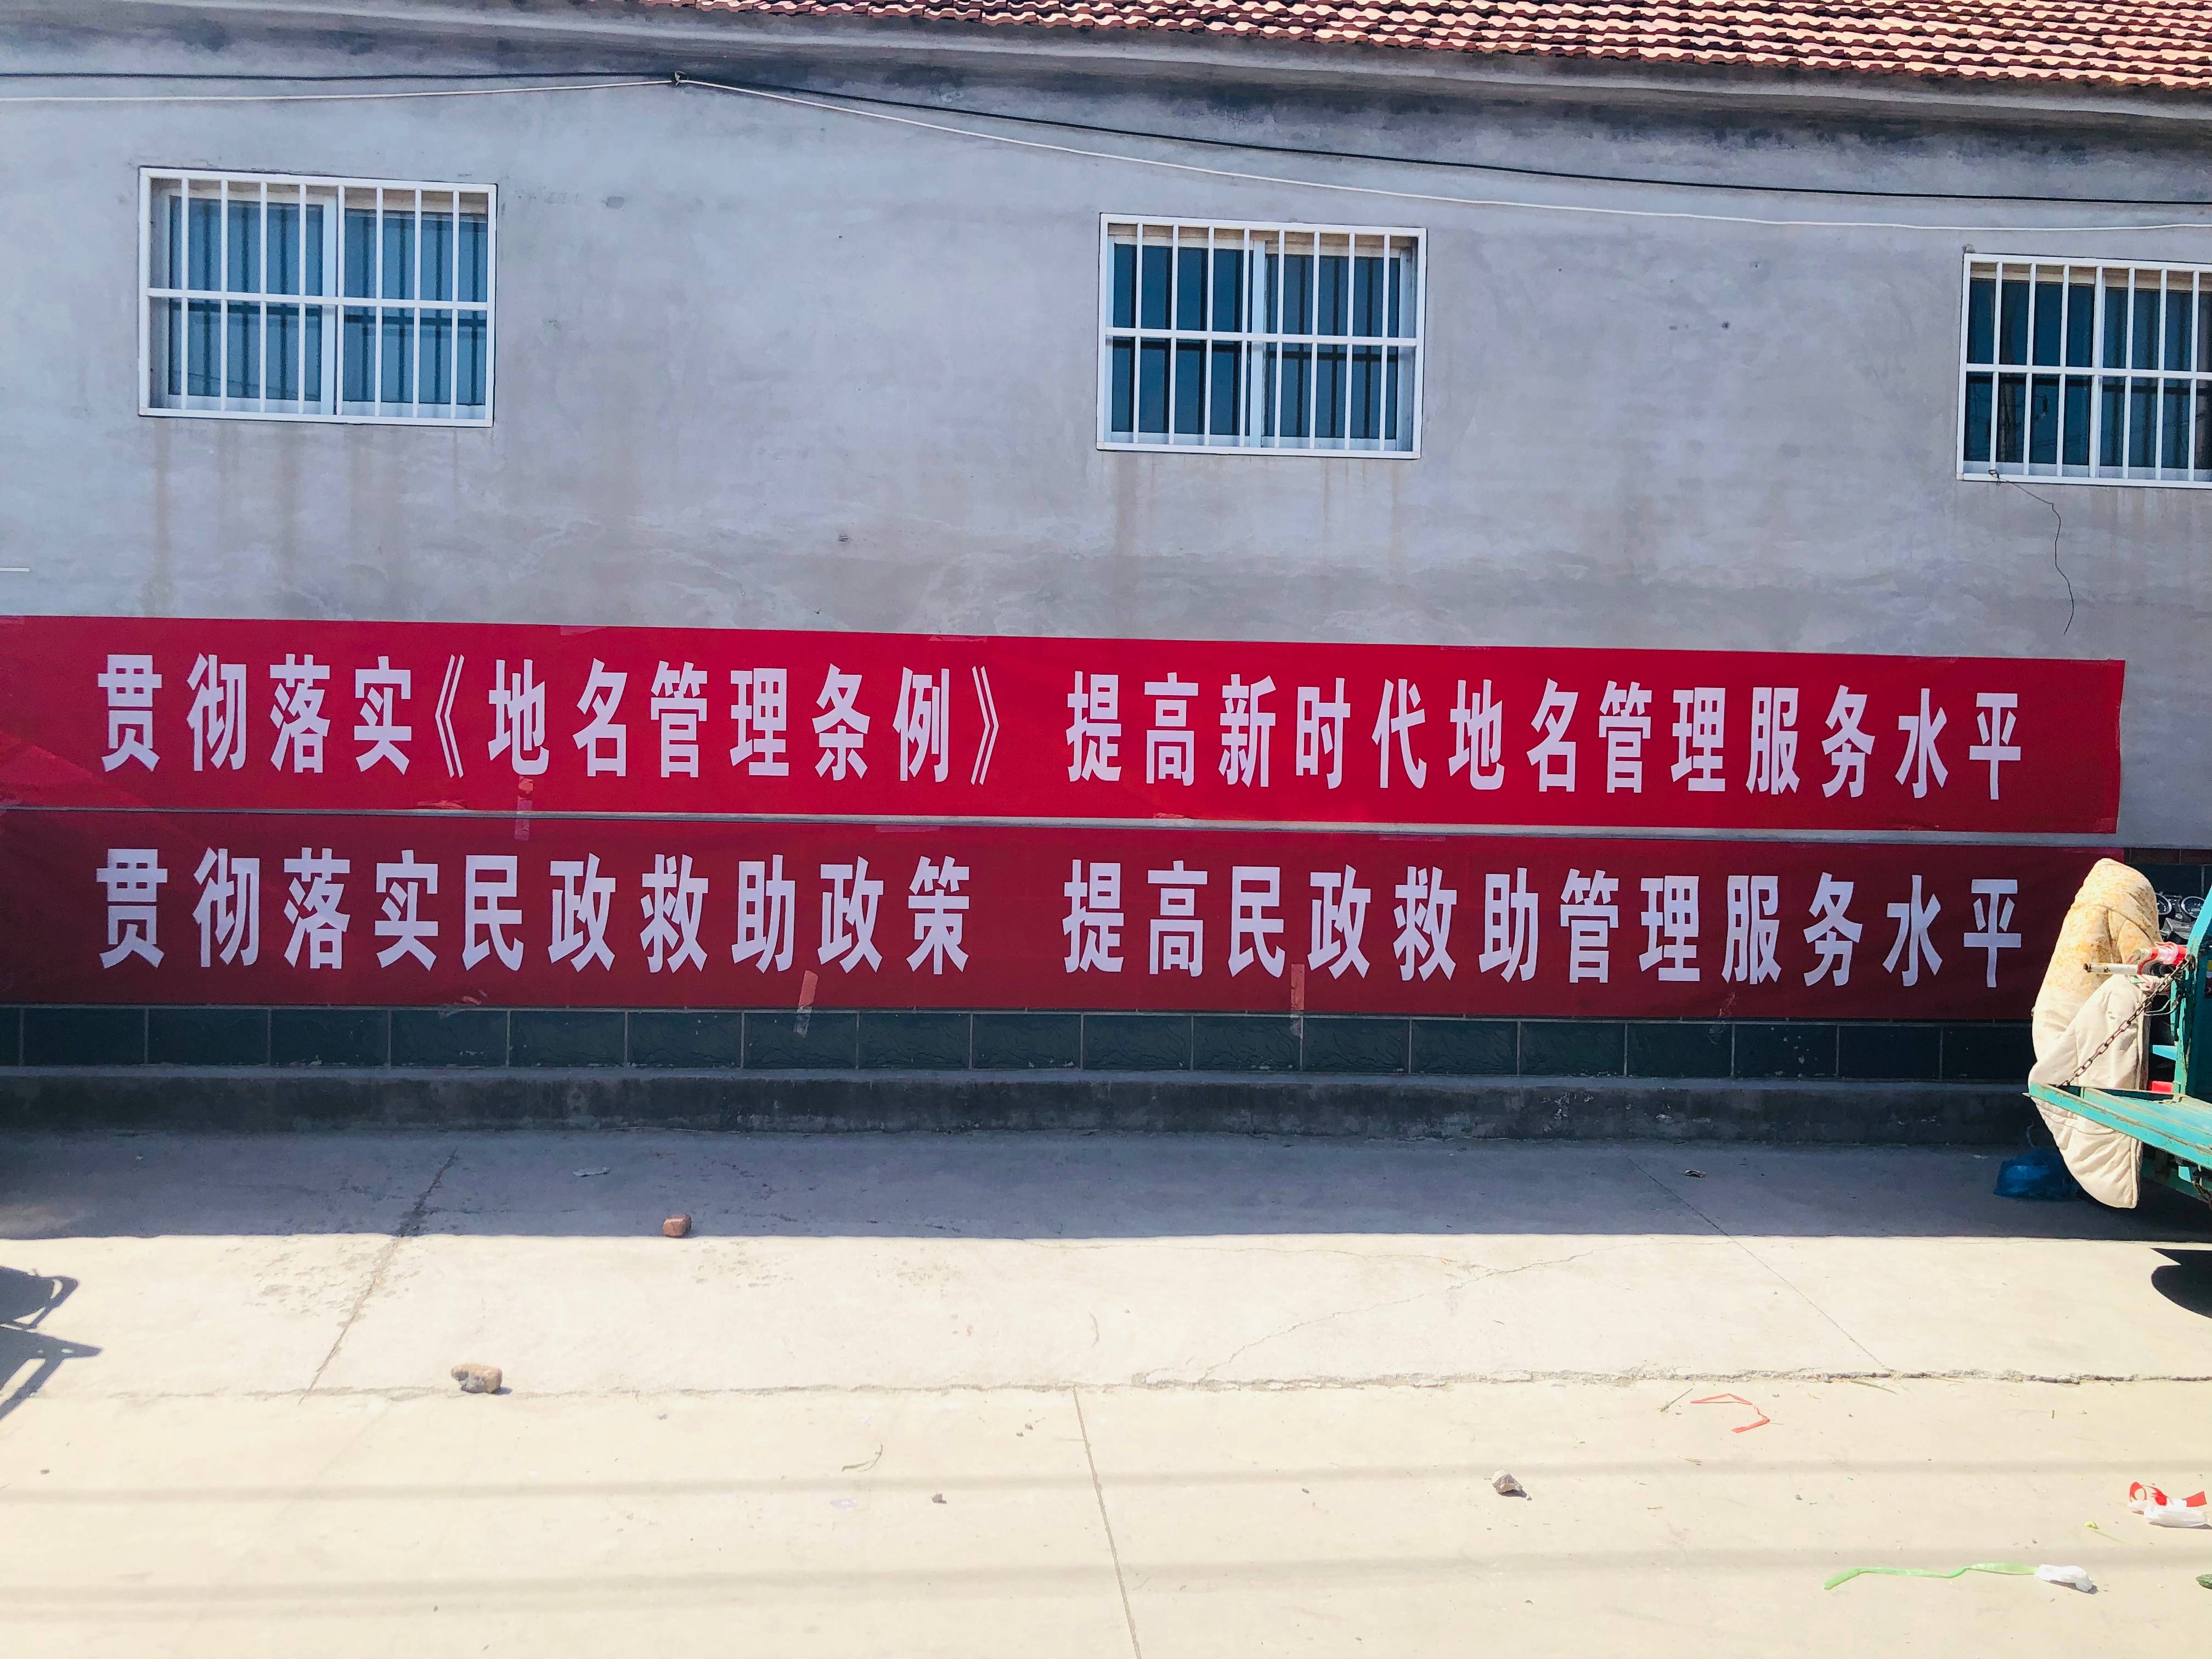 贯彻落实《地名管理条例》 提高新时代地名管理服务水平
贯彻落实民政救助政策 提高民政救助管理服务水平